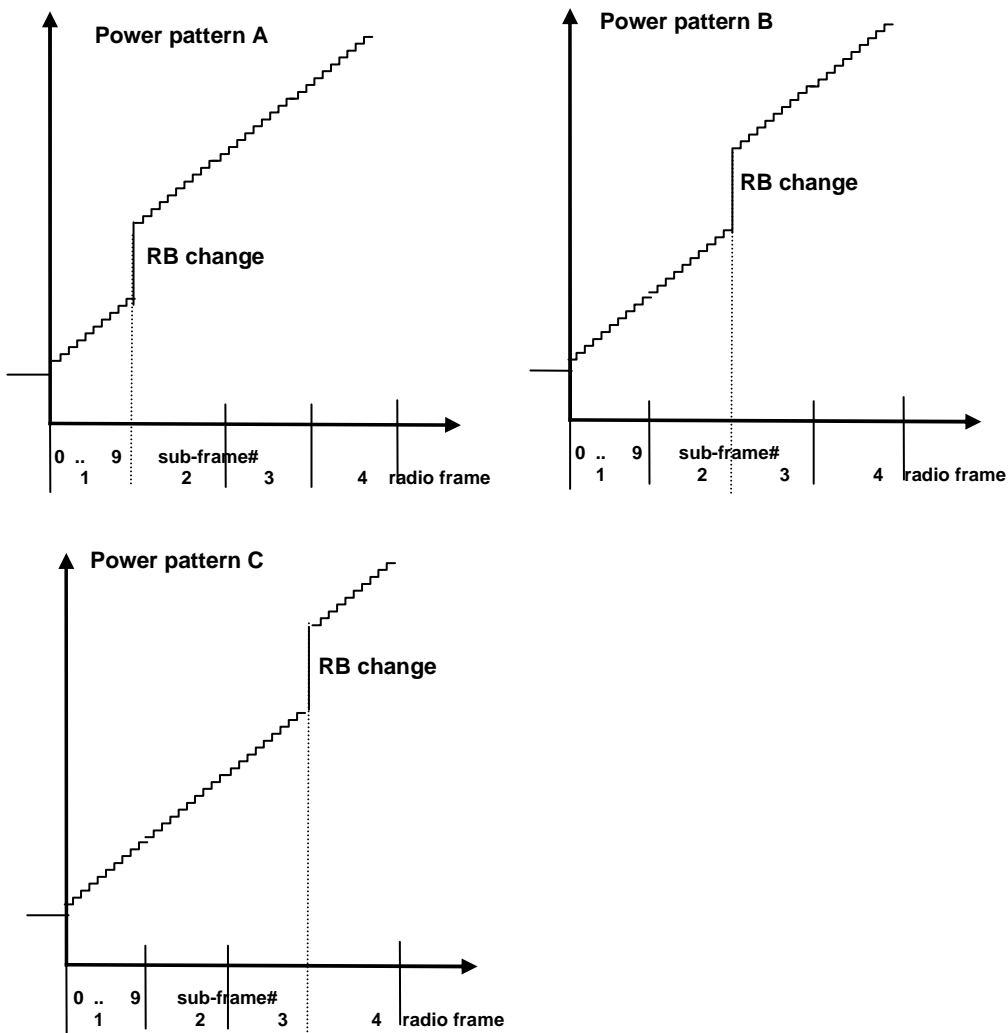 Power pattern A
RB change
0 .. 9 sub-frame#
1 2 3 4 radio frame
Power pattern B
RB change
0 .. 9 sub-frame#
1 2 3 4 radio frame
Power pattern C
RB change
0 .. 9 sub-frame#
1 2 3 4 radio frame